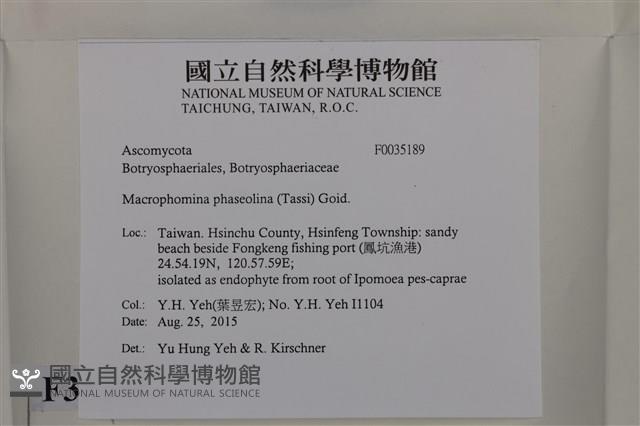 國立自然科學博物館
NATIONAL MUSEUM OF NATURAL SCIENCE
TAICHUNG, TAIWAN, R.O.C.
Ascomycota F0035189
Botryosphaeriales, Botryosphaeriaceae
Macrophomina phaseolina (Tassi) Goid.
Loc.: Taiwan. Hsinchu County, Hsinfeng Township: sandy
beach beside Fongkeng fishing port (鳳坑漁港)
24.54.19N, 120.57.59E;
isolated as endophyte from root of Ipomoea pes-caprae
Col.: Y.H. Yeh(葉昱宏); No. Y.H. Yeh I1104
Date: Aug. 25, 2015
Det.: Yu Hung Yeh & R. Kirschner
國立自然科學博物館
NATIONAL MUSEUM OF NATURAL SCIENCE
F3